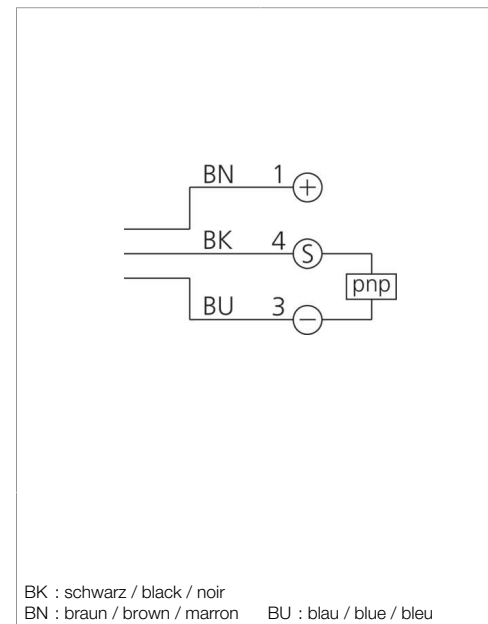 BN 1 +
BK 4 S
pnp
BU 3 −
BK : schwarz / black / noir
BN : braun / brown / marron BU : blau / blue / bleu